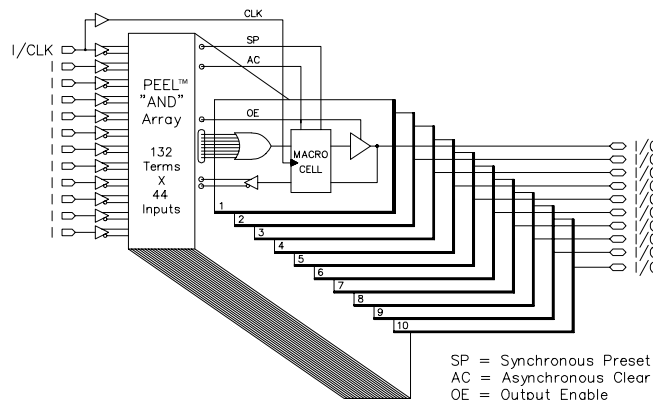 CLK
I/CLK
SP
AC
I
I
I
I
I
I
I
I
I
I
I
PEEL™
"AND"
Array
132
Terms
X
44
Inputs
OE
MACRO
CELL
1
2
3
4
5
6
7
8
9
10
I/O
I/O
I/O
I/O
I/O
I/O
I/O
I/O
I/O
I/O
SP = Synchronous Preset
AC = Asynchronous Clear
OE = Output Enable